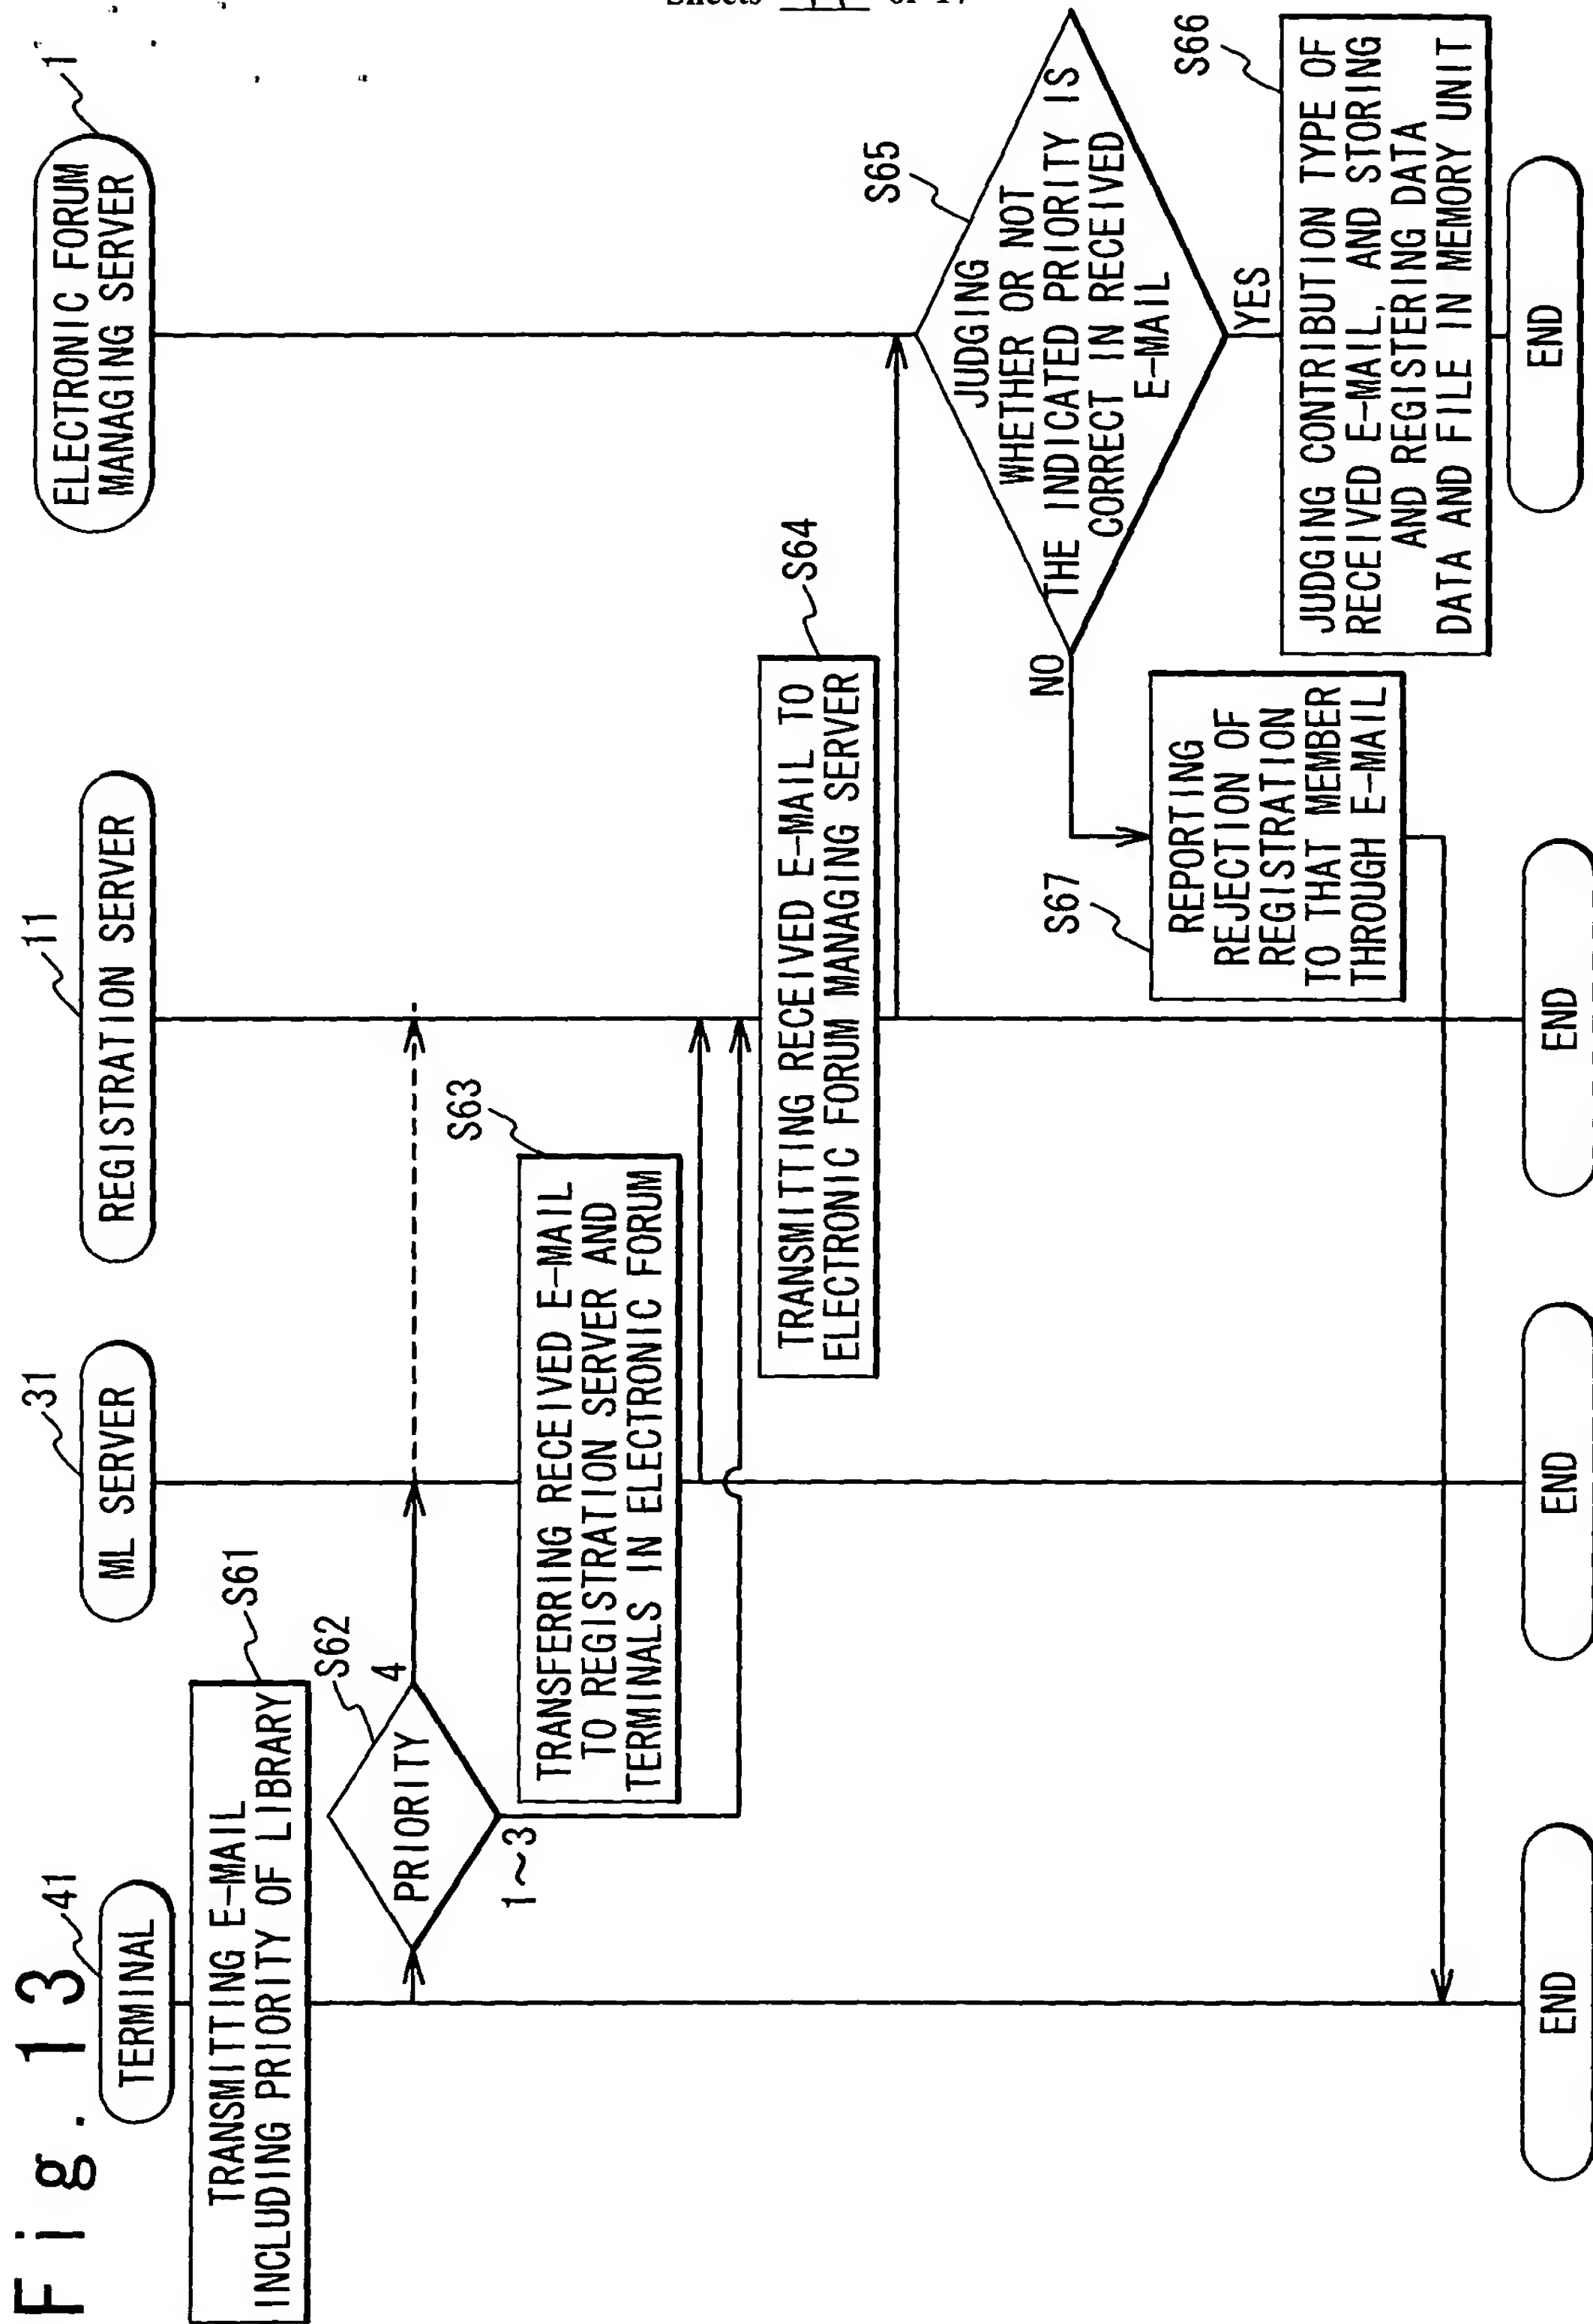 Sheets of 17
Fig. 13
TERMINAL
41
ML SERVER
31
REGISTRATION SERVER
11
ELECTRONIC FORUM
MANAGING SERVER
1
TRANSMITTING E-MAIL
INCLUDING PRIORITY OF LIBRARY
S61
PRIORITY
S62
4
1~3
TRANSFERRING RECEIVED E-MAIL
TO REGISTRATION SERVER AND
TERMINALS IN ELECTRONIC FORUM
S63
TRANSMITTING RECEIVED E-MAIL TO
ELECTRONIC FORUM MANAGING SERVER
S64
JUDGING
WHETHER OR NOT
THE INDICATED PRIORITY IS
CORRECT IN RECEIVED
E-MAIL
S65
NO
YES
REPORTING
REJECTION OF
REGISTRATION
TO THAT MEMBER
THROUGH E-MAIL
S67
JUDGING CONTRIBUTION TYPE OF
RECEIVED E-MAIL, AND STORING
AND REGISTERING DATA
DATA AND FILE IN MEMORY UNIT
S66
END
END
END
END